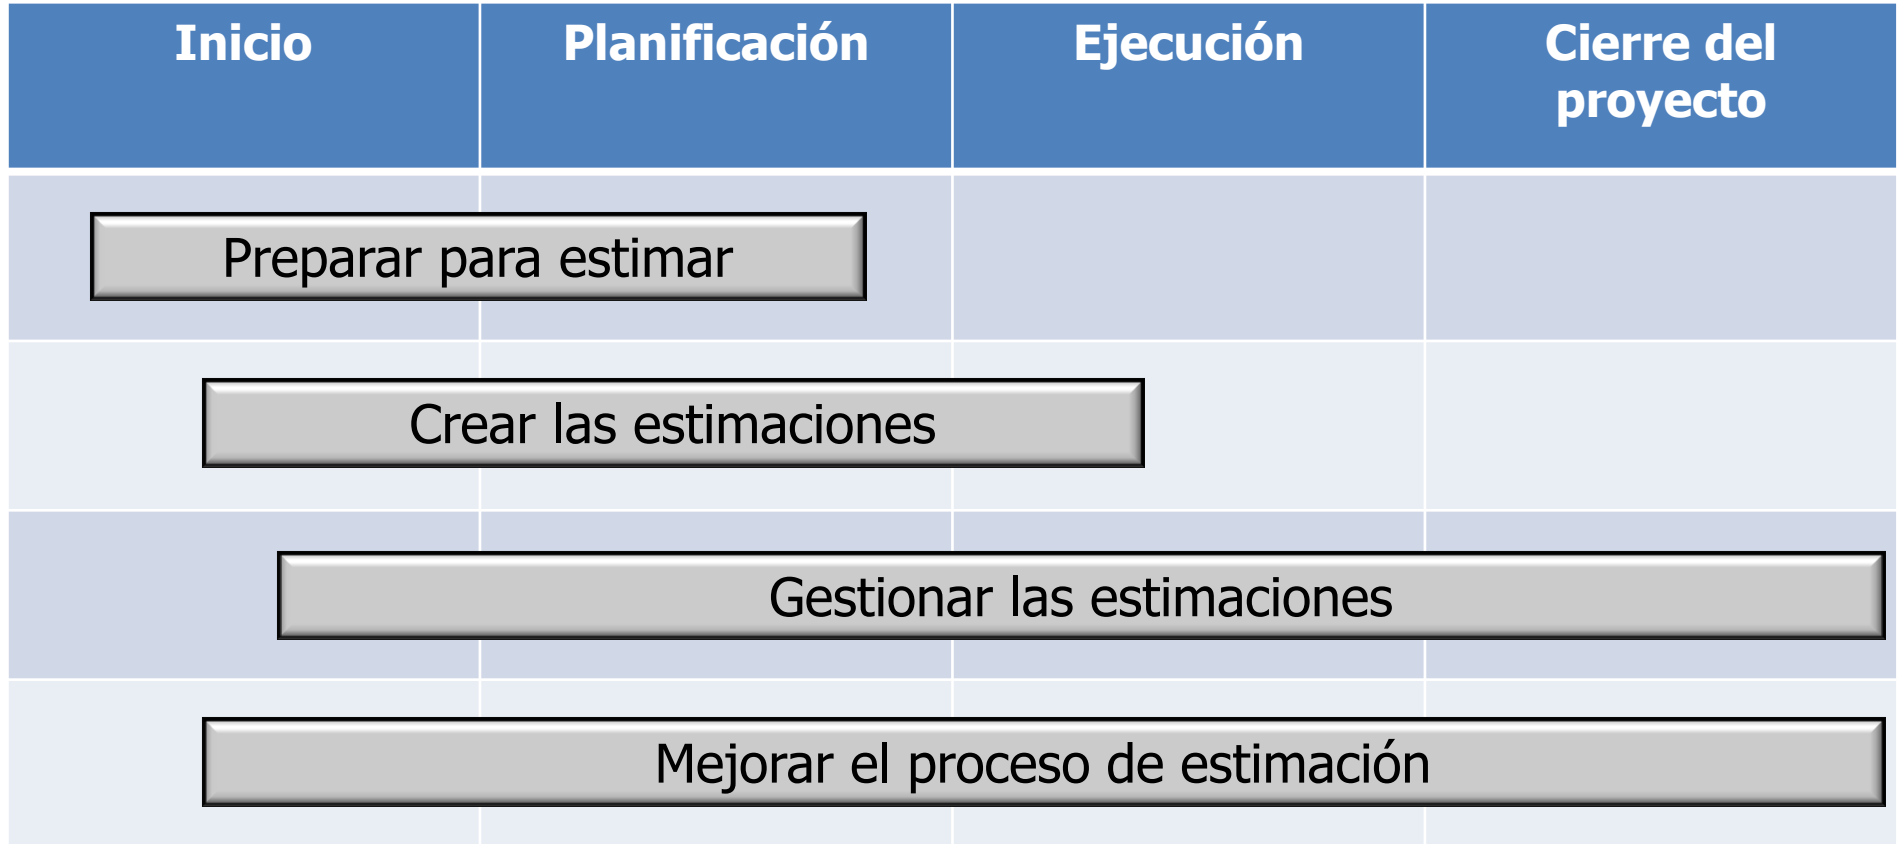 Inicio
Planificación
Ejecución
Cierre del
proyecto
Preparar para estimar
Crear las estimaciones
Gestionar las estimaciones
Mejorar el proceso de estimación